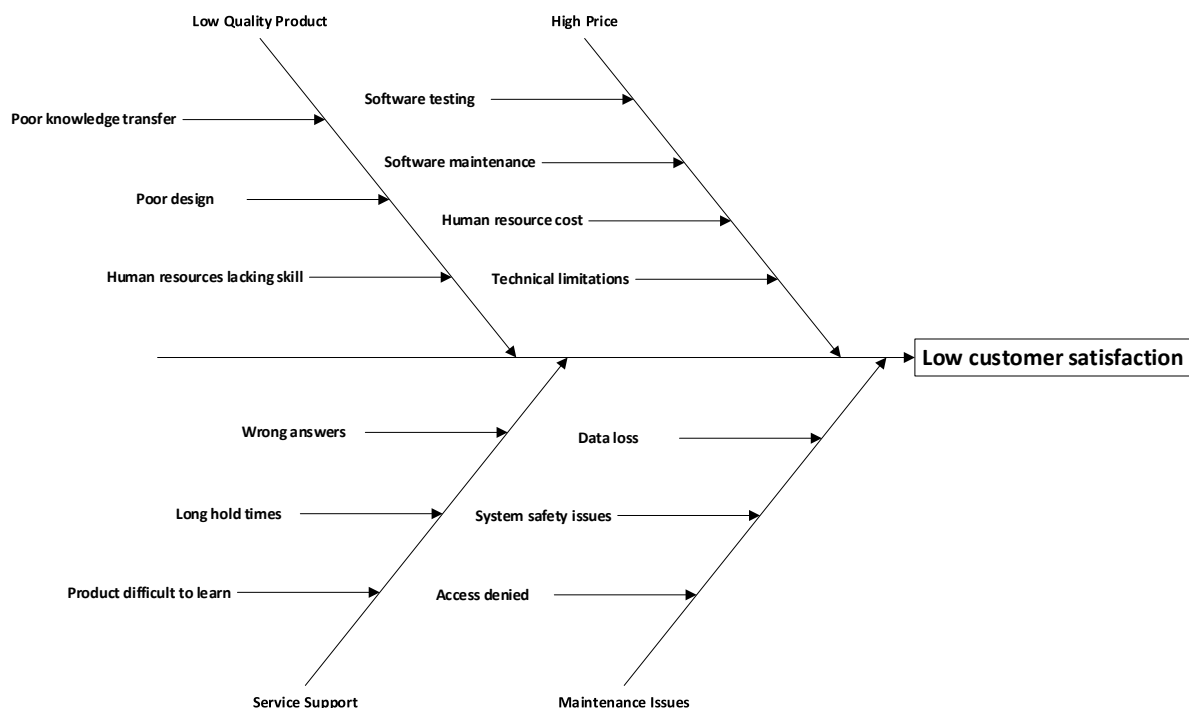 Low Quality Product
High Price
Software testing
Poor knowledge transfer
Software maintenance
Poor design
Human resource cost
Human resources lacking skill
Technical limitations
Low customer satisfaction
Wrong answers
Data loss
Long hold times
System safety issues
Product difficult to learn
Access denied
Service Support
Maintenance Issues